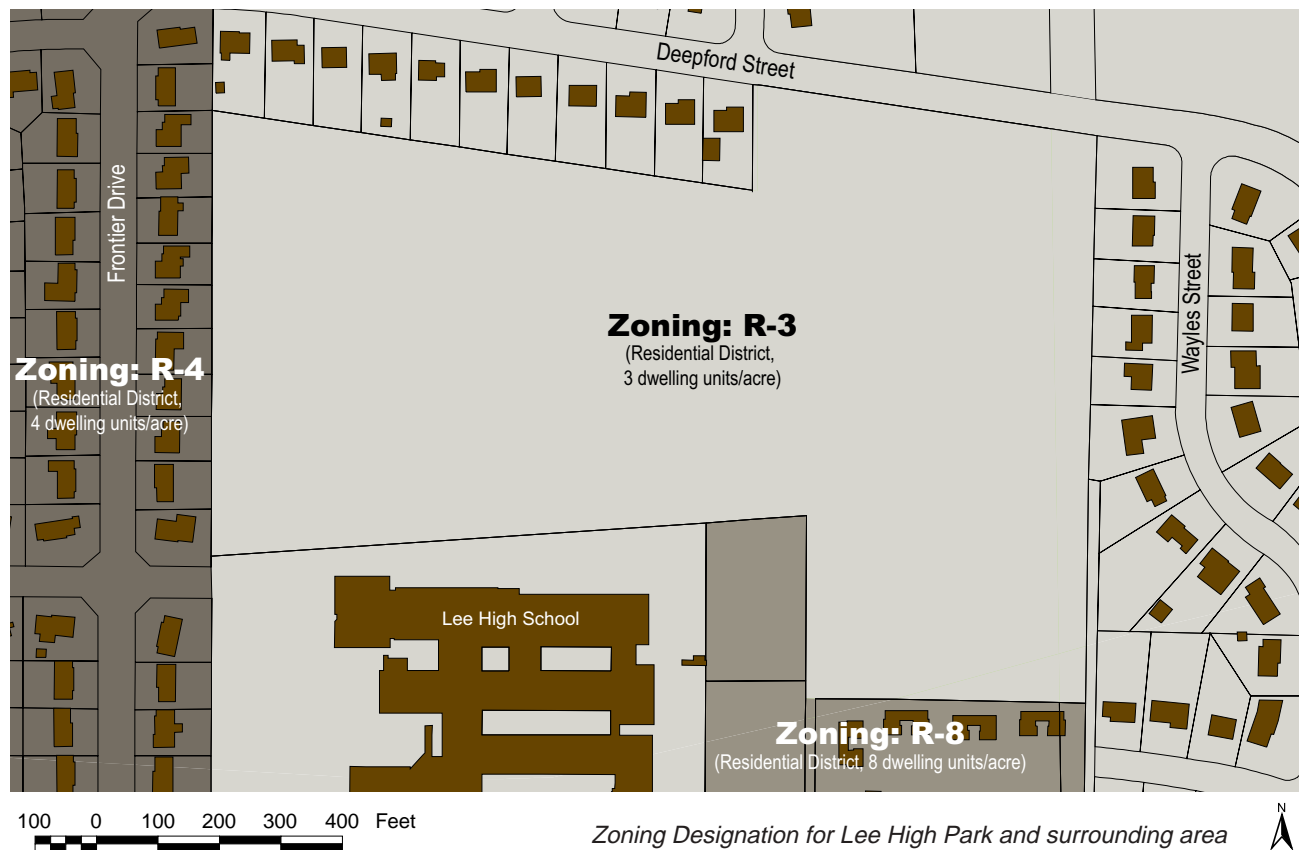 Deepford Street
Frontier Drive
Wayles Street
Zoning: R-3
(Residential District,
3 dwelling units/acre)
Zoning: R-4
(Residential District,
4 dwelling units/acre)
Lee High School
Zoning: R-8
(Residential District, 8 dwelling units/acre)
100 0 100 200 300 400 Feet
Zoning Designation for Lee High Park and surrounding area
N